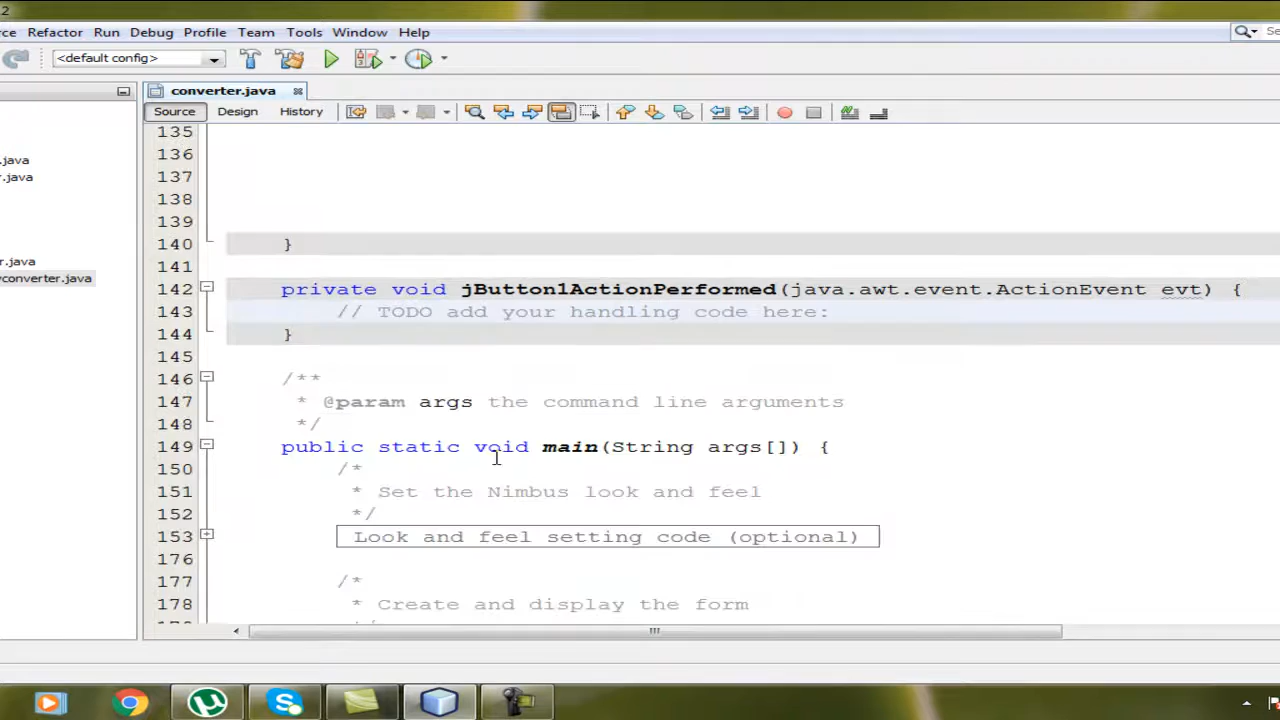 2
ce Refactor Run Debug Profile Team Tools Window Help
<default config>
converter.java
Source Design History
.java
r.java
r.java
yconverter.java
135
136
137
138
139
140 }
141
142 private void jButton1ActionPerformed(java.awt.event.ActionEvent evt) {
143 // TODO add your handling code here:
144 }
145
146 /**
147 * @param args the command line arguments
148 */
149 public static void main(String args[]) {
150 /*
151 * Set the Nimbus look and feel
152 */
153 Look and feel setting code (optional)
176
177 /*
178 * Create and display the form